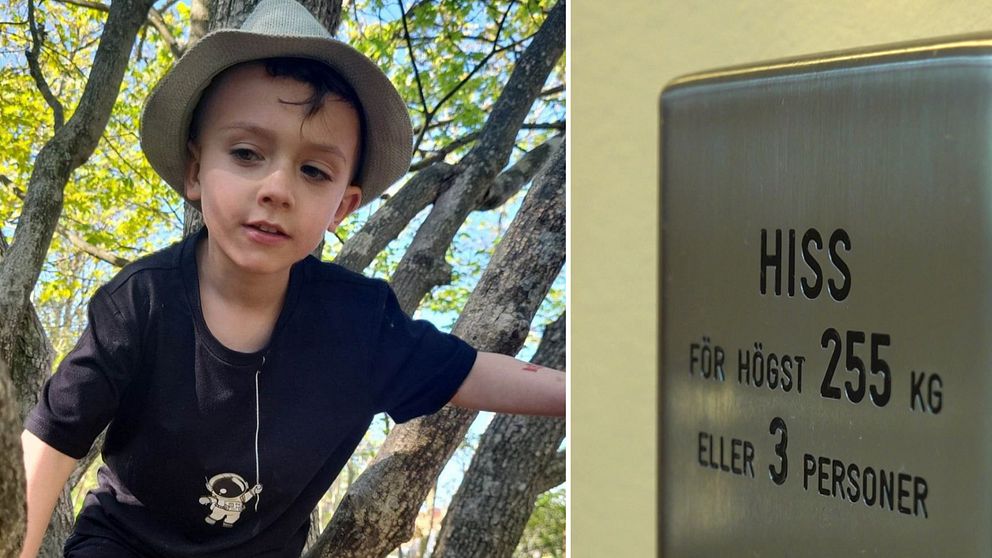 HISS
FÖR HÖGST 255 KG
ELLER 3 PERSONER